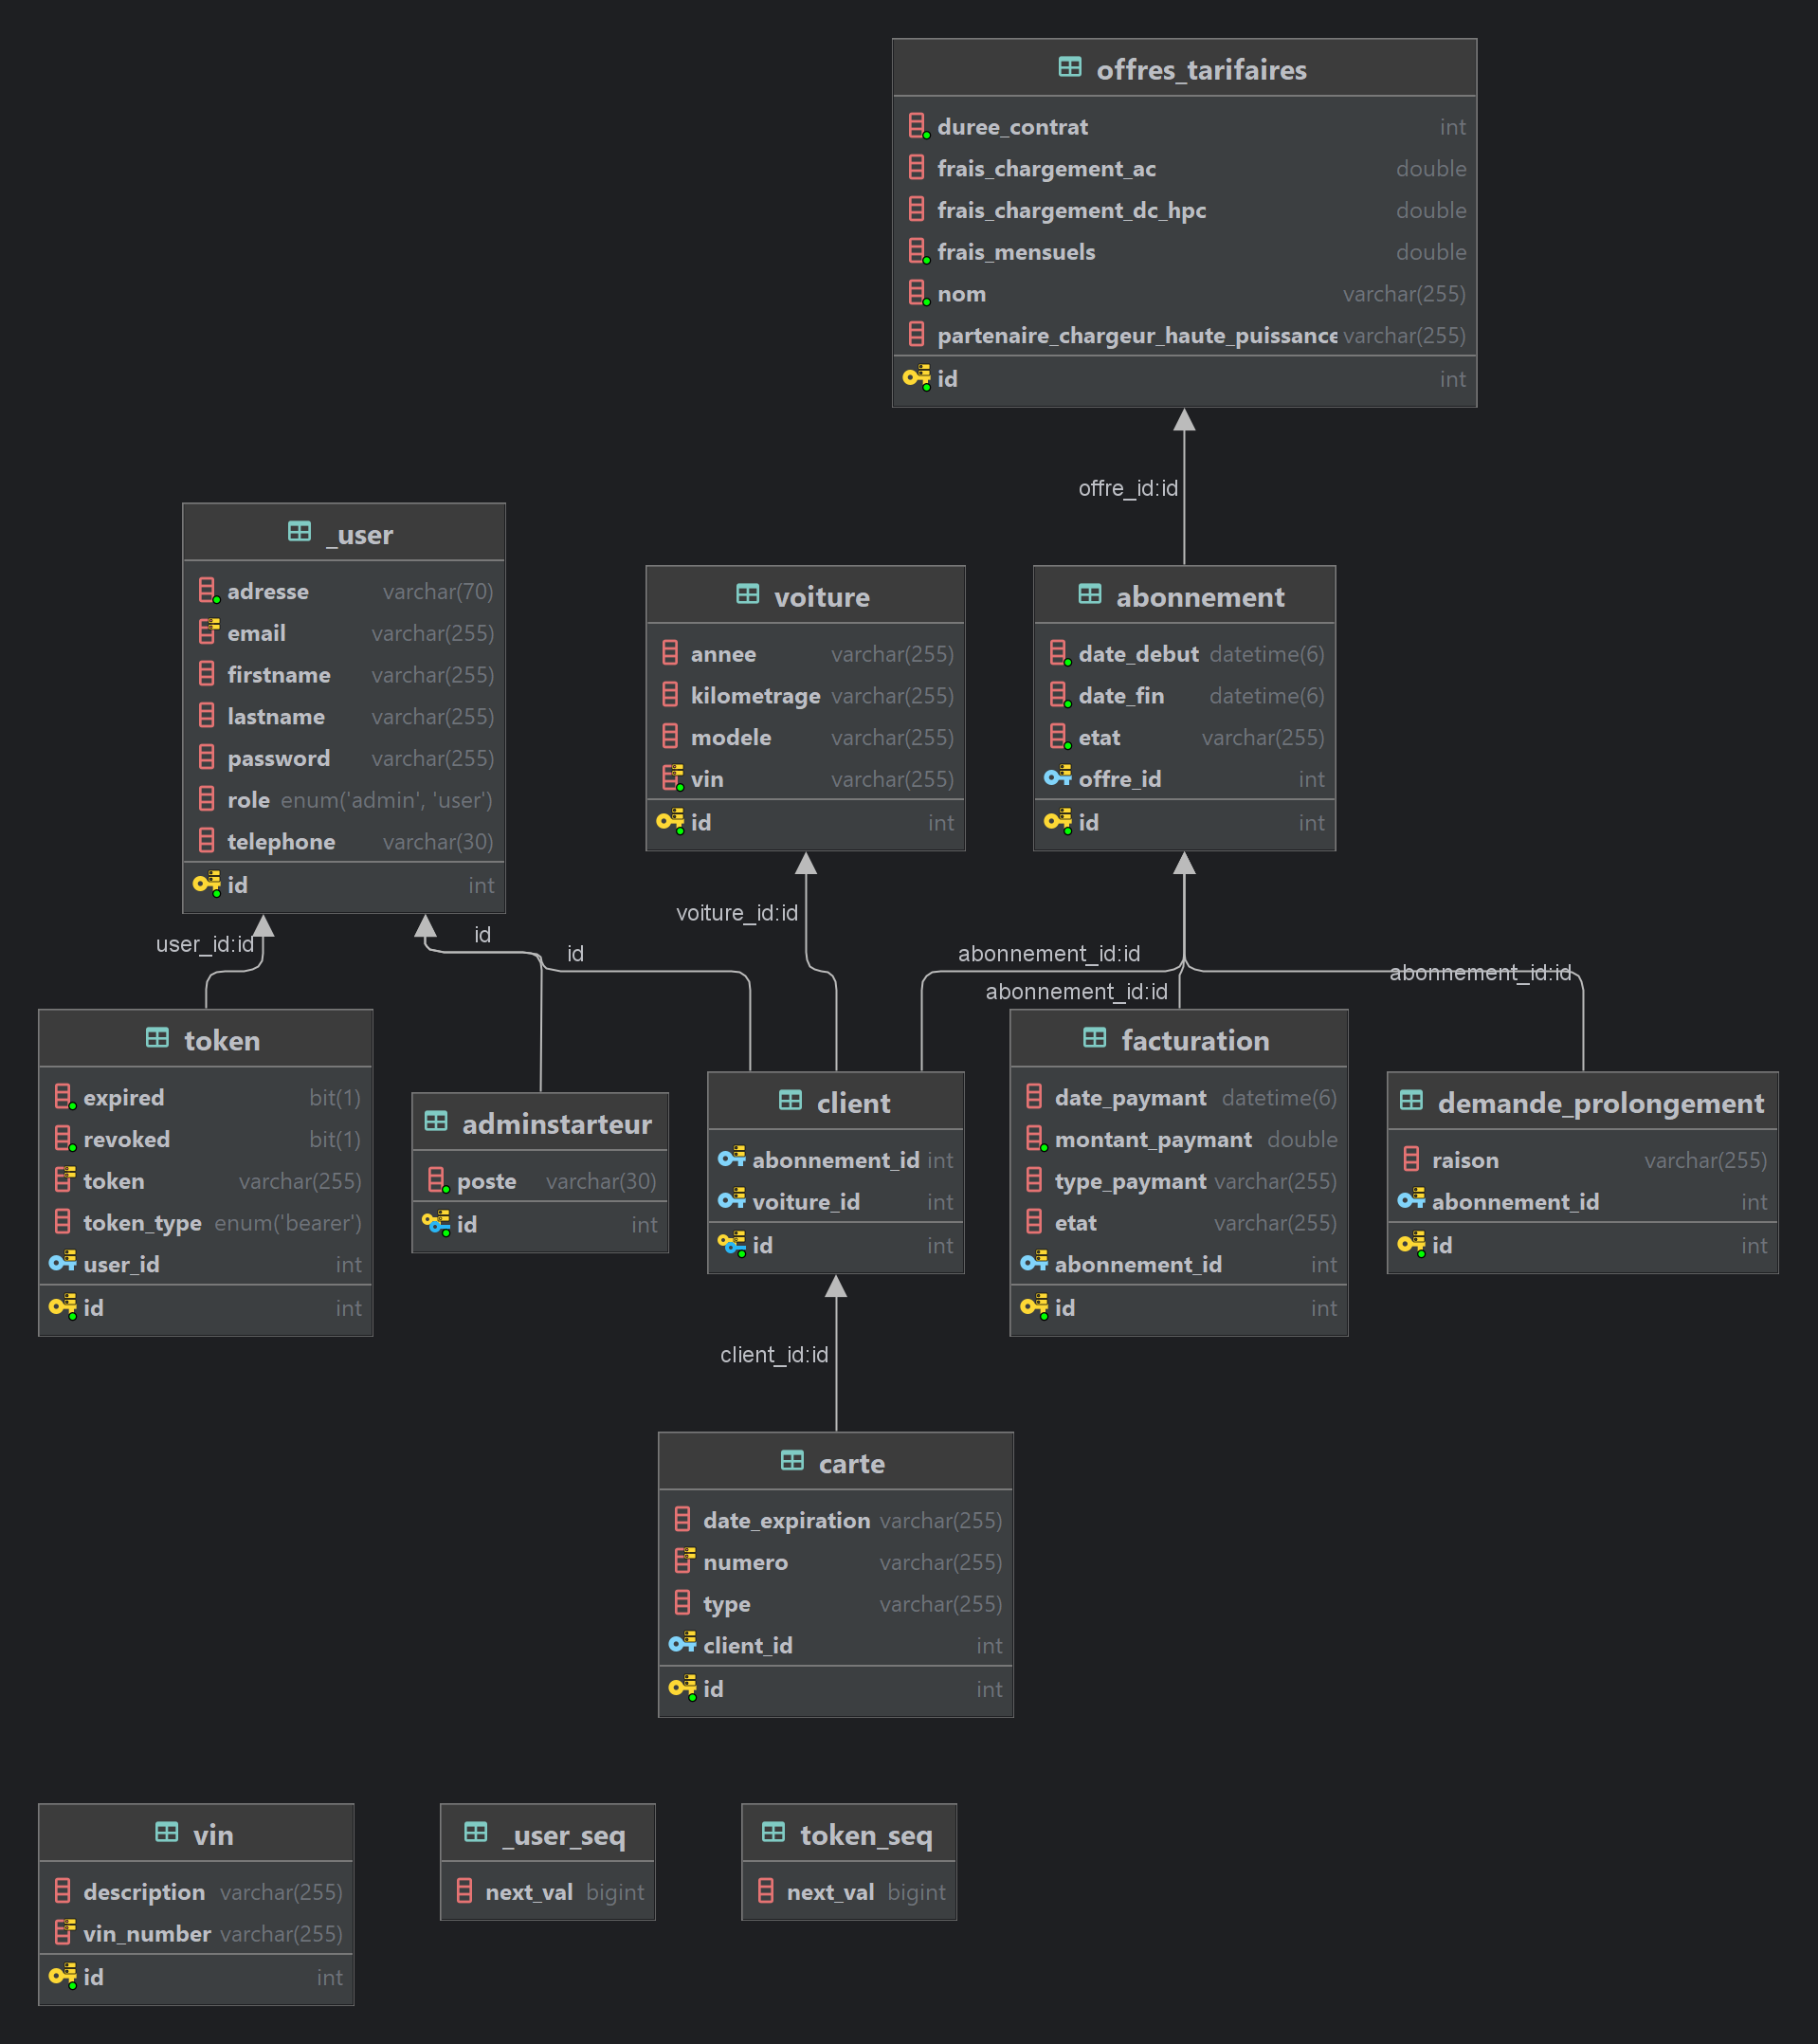 offres_tarifaires
duree_contrat int
frais_chargement_ac double
frais_chargement_dc_hpc double
frais_mensuels double
nom varchar(255)
partenaire_chargeur_haute_puissance varchar(255)
id int
offre_id:id
_user
adresse varchar(70)
email varchar(255)
firstname varchar(255)
lastname varchar(255)
password varchar(255)
role enum('admin', 'user')
telephone varchar(30)
id int
voiture
annee varchar(255)
kilometrage varchar(255)
modele varchar(255)
vin varchar(255)
id int
abonnement
date_debut datetime(6)
date_fin datetime(6)
etat varchar(255)
offre_id int
id int
user_id:id
id
id
voiture_id:id
abonnement_id:id
abonnement_id:id
abonnement_id:id
token
expired bit(1)
revoked bit(1)
token varchar(255)
token_type enum('bearer')
user_id int
id int
adminstarteur
poste varchar(30)
id int
client
abonnement_id int
voiture_id int
id int
facturation
date_paymant datetime(6)
montant_paymant double
type_paymant varchar(255)
etat varchar(255)
abonnement_id int
id int
demande_prolongement
raison varchar(255)
abonnement_id int
id int
client_id:id
carte
date_expiration varchar(255)
numero varchar(255)
type varchar(255)
client_id int
id int
vin
description varchar(255)
vin_number varchar(255)
id int
_user_seq
next_val bigint
token_seq
next_val bigint